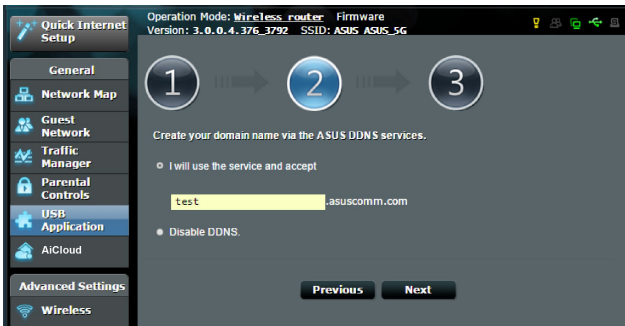 Quick Internet
Setup
Operation Mode: Wireless router Firmware
Version: 3.0.0.4.376_3792 SSID: ASUS ASUS_5G
General
Network Map
Guest
Network
Traffic
Manager
Parental
Controls
USB
Application
AiCloud
Advanced Settings
Wireless
1
2
3
Create your domain name via the ASUS DDNS services.
I will use the service and accept
test .asuscomm.com
Disable DDNS.
Previous Next